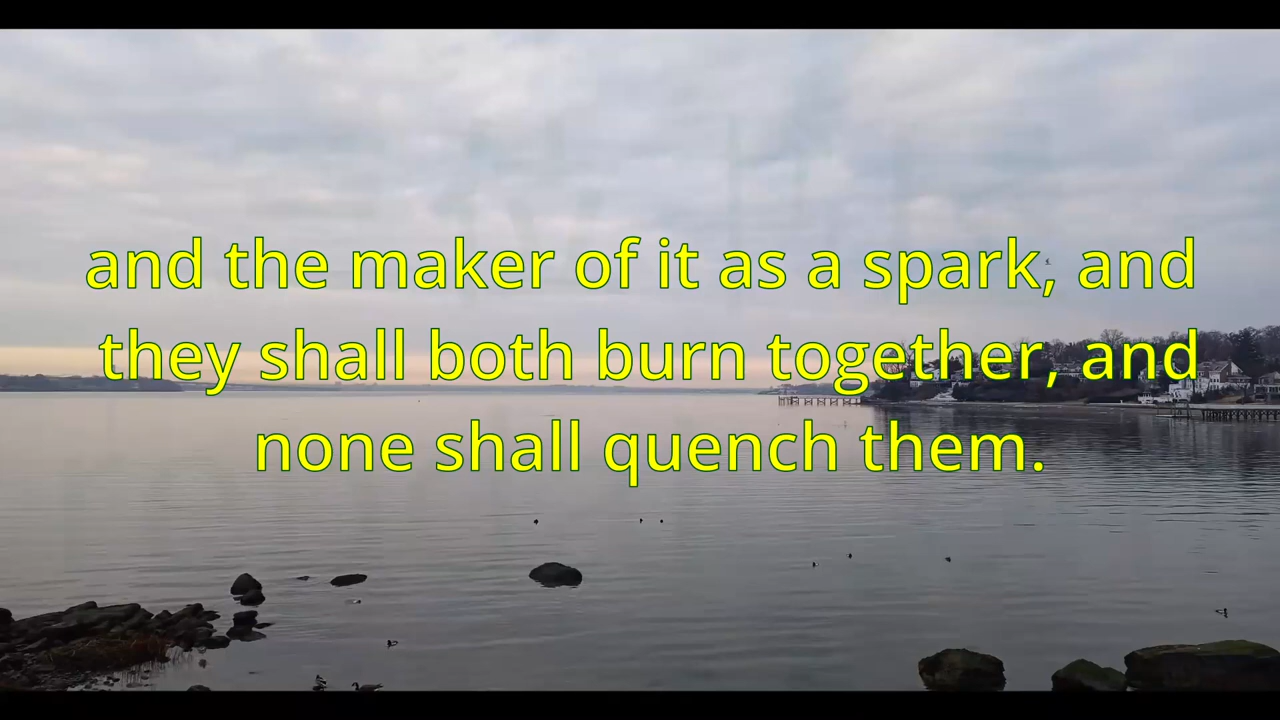 and the maker of it as a spark, and
they shall both burn together, and
none shall quench them.